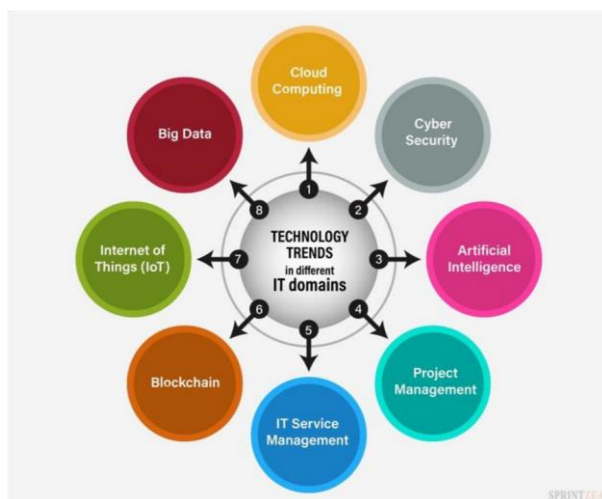 TECHNOLOGY
TRENDS
in different
IT domains
1
Cloud
Computing
2
Cyber
Security
3
Artificial
Intelligence
4
Project
Management
5
IT Service
Management
6
Blockchain
7
Internet of
Things (IoT)
8
Big Data